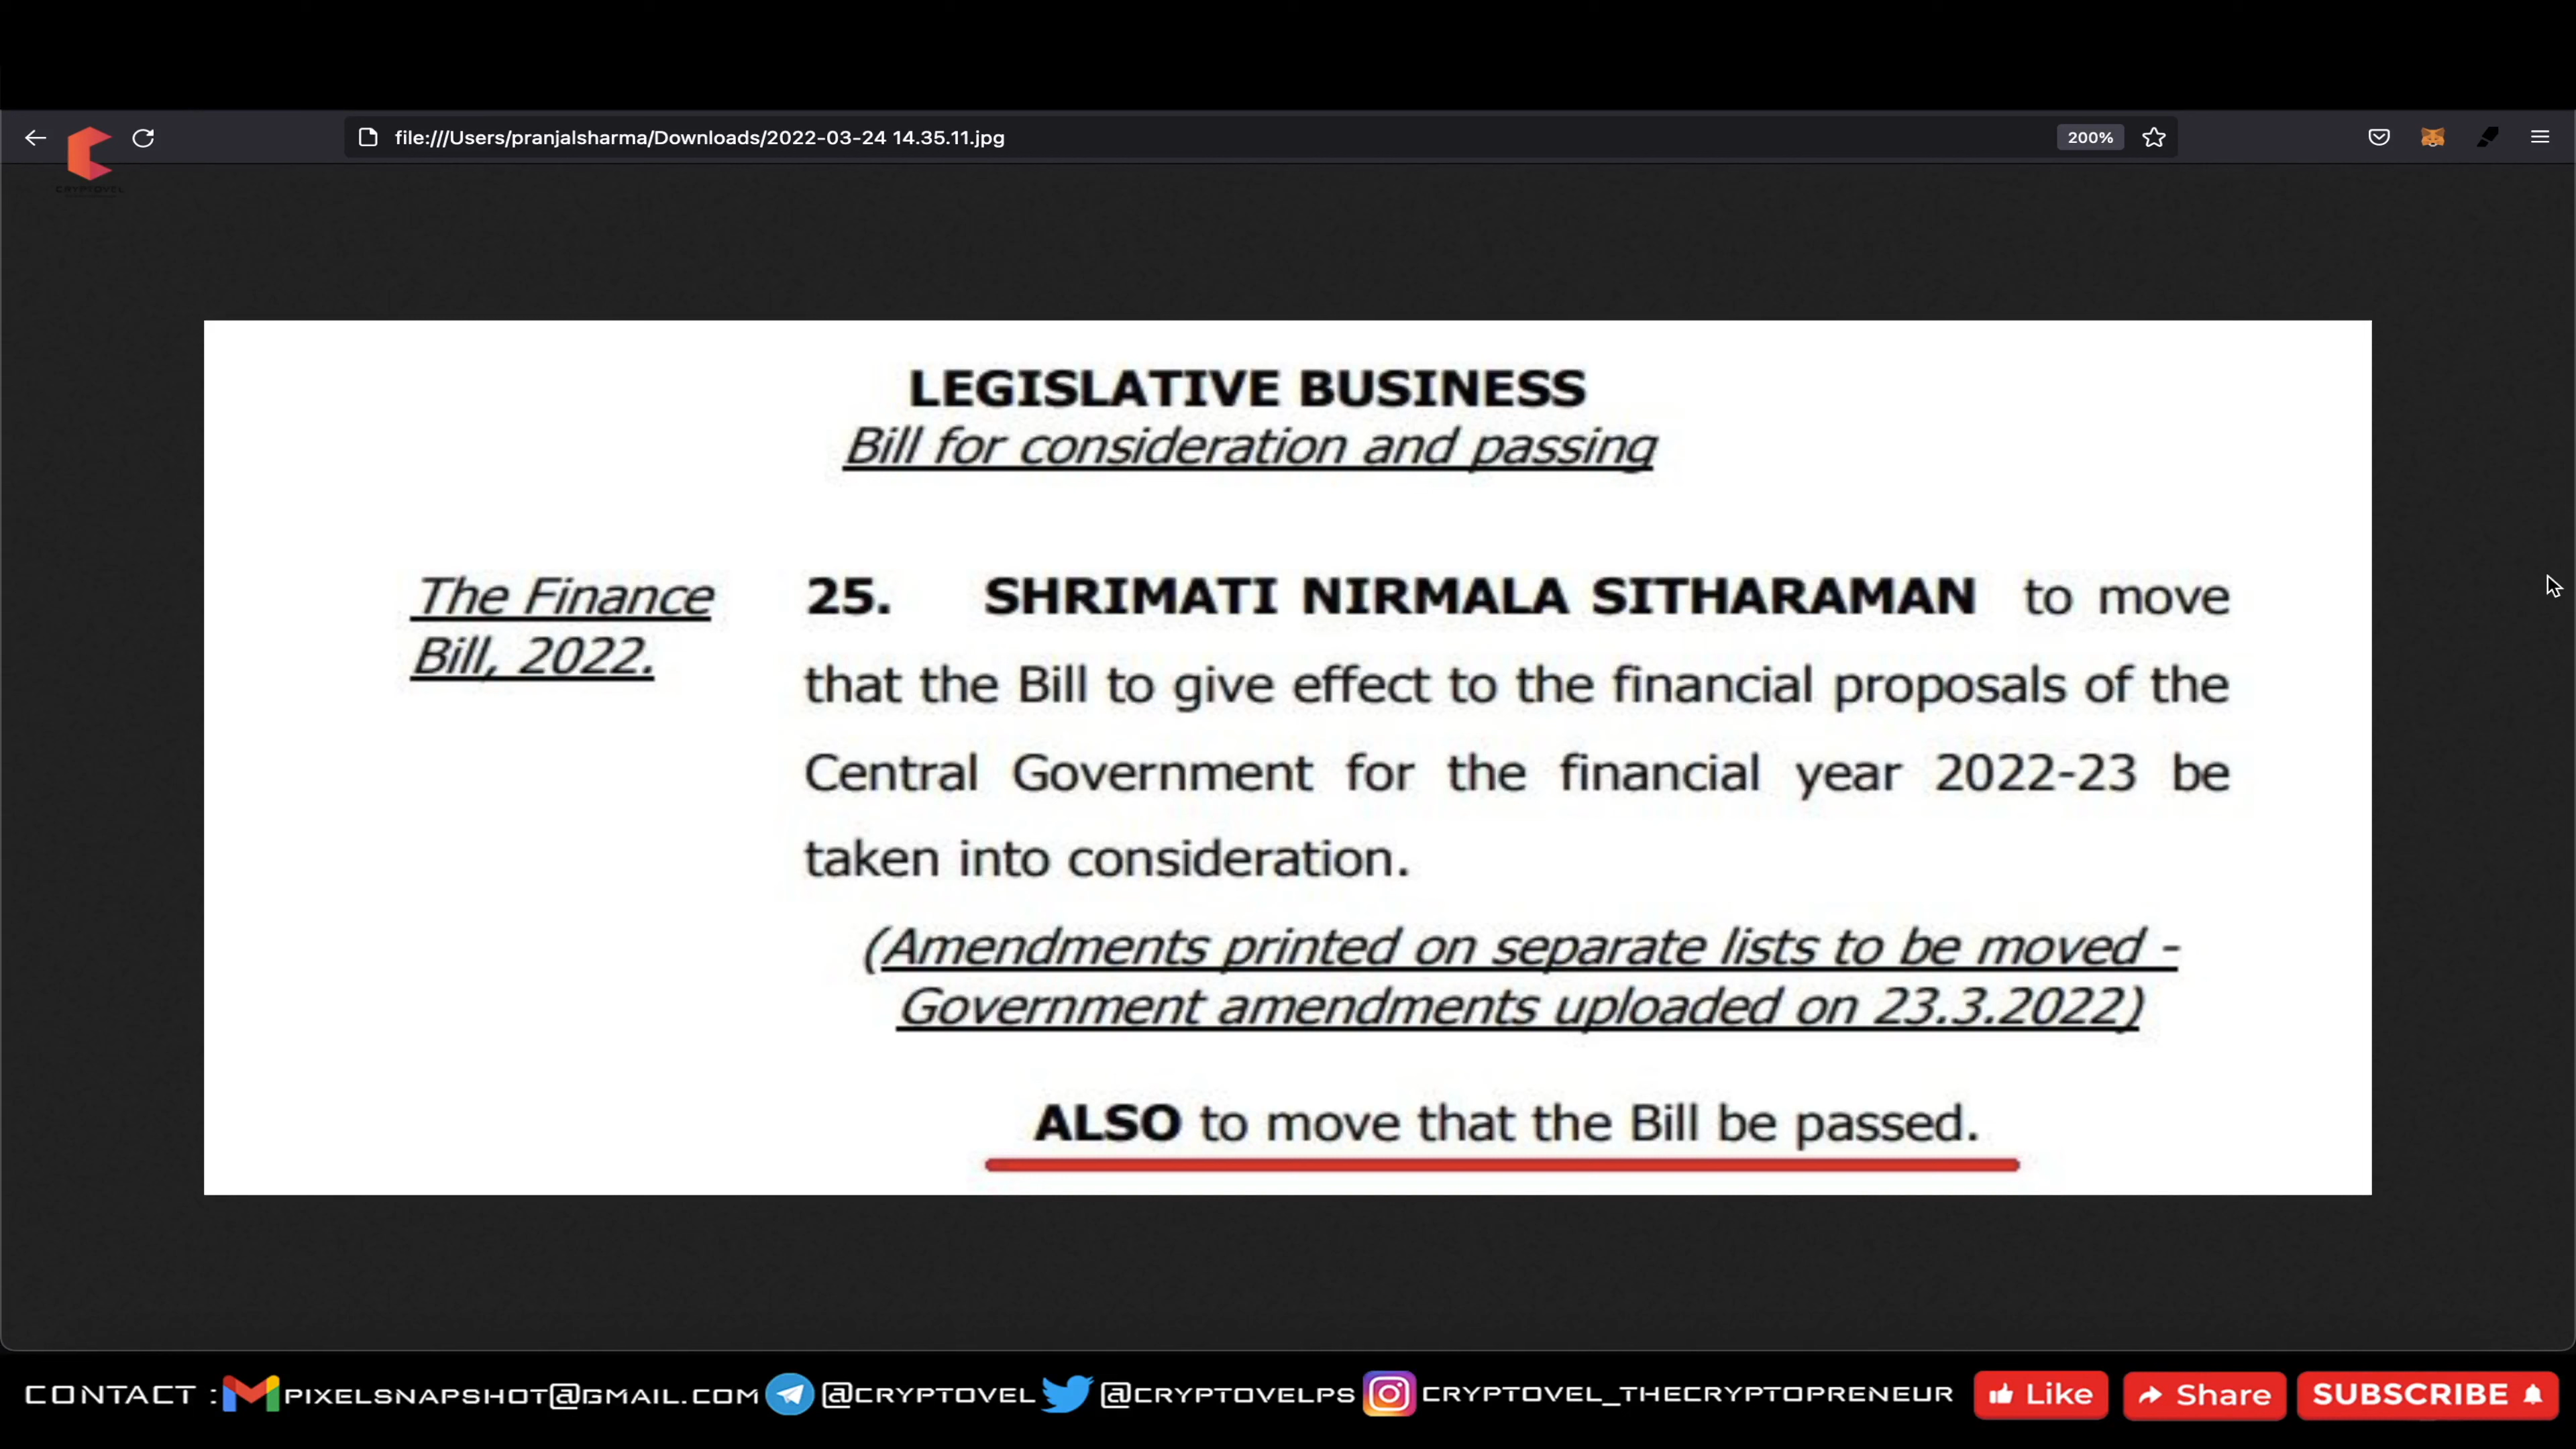 file:///Users/pranjalsharma/Downloads/2022-03-24 14.35.11.jpg
200%
CRYPTOVEL
LEGISLATIVE BUSINESS
Bill for consideration and passing
The Finance
Bill, 2022.
25. SHRIMATI NIRMALA SITHARAMAN to move
that the Bill to give effect to the financial proposals of the
Central Government for the financial year 2022-23 be
taken into consideration.
(Amendments printed on separate lists to be moved -
Government amendments uploaded on 23.3.2022)
ALSO to move that the Bill be passed.
CONTACT : PIXELSNAPSHOT@GMAIL.COM @CRYPTOVEL @CRYPTOVELPS CRYPTOVEL_THECRYPTOPRENEUR Like Share SUBSCRIBE